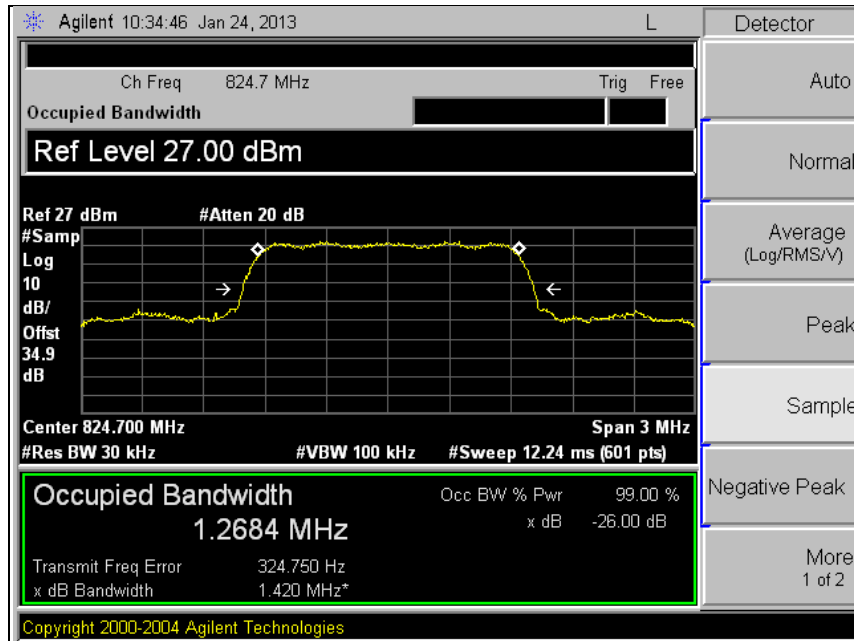 Agilent 10:34:46 Jan 24, 2013 L Detector
Ch Freq 824.7 MHz Trig Free
Occupied Bandwidth
Ref Level 27.00 dBm
Ref 27 dBm #Atten 20 dB
#Samp
Log
10
dB/
Offst
34.9
dB
Center 824.700 MHz Span 3 MHz
#Res BW 30 kHz #VBW 100 kHz #Sweep 12.24 ms (601 pts)
Occupied Bandwidth Occ BW % Pwr 99.00 %
1.2684 MHz x dB -26.00 dB
Transmit Freq Error 324.750 Hz
x dB Bandwidth 1.420 MHz*
Copyright 2000-2004 Agilent Technologies
Auto
Normal
Average
(Log/RMS/V)
Peak
Sample
Negative Peak
More
1 of 2